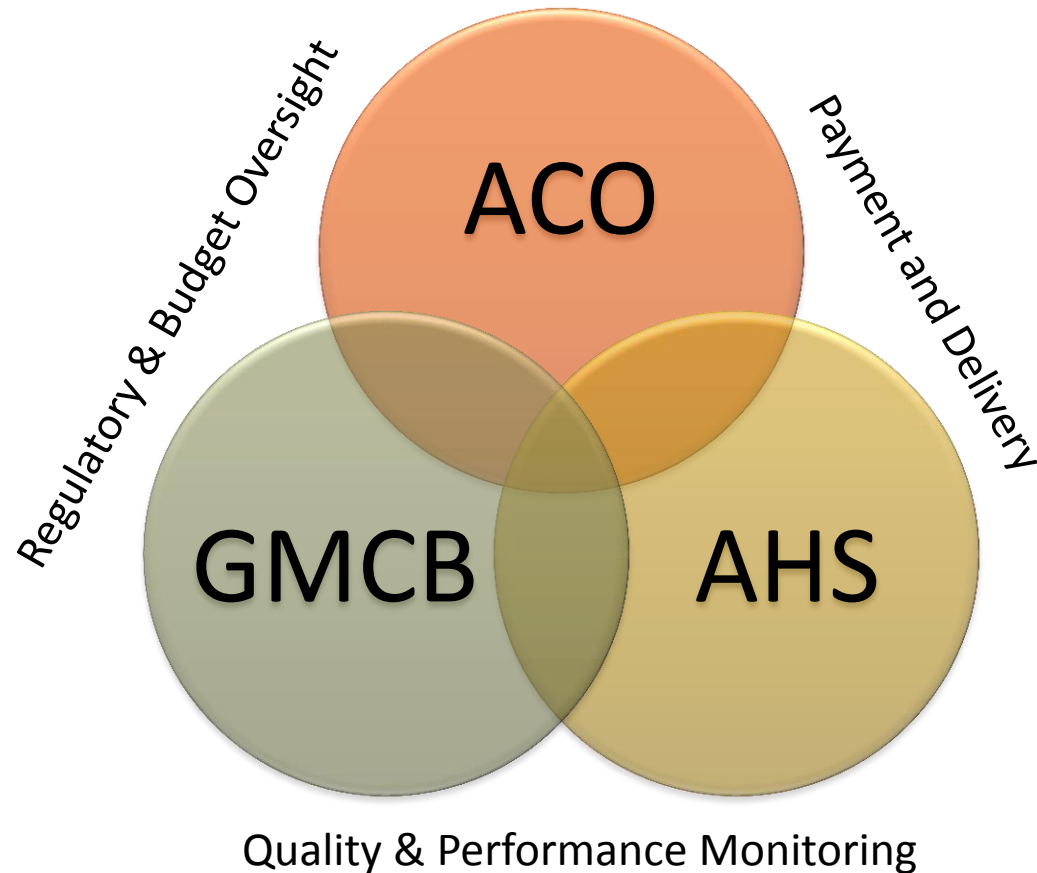 Regulatory & Budget Oversight
ACO
Payment and Delivery
GMCB
AHS
Quality & Performance Monitoring